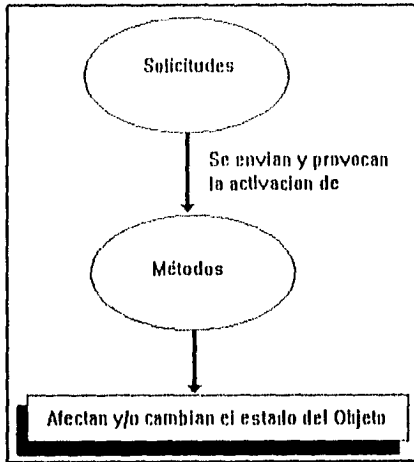 Solicitudes
Se envian y provocan
la activacion de
Métodos
Afectan y/o cambian el estado del Objeto